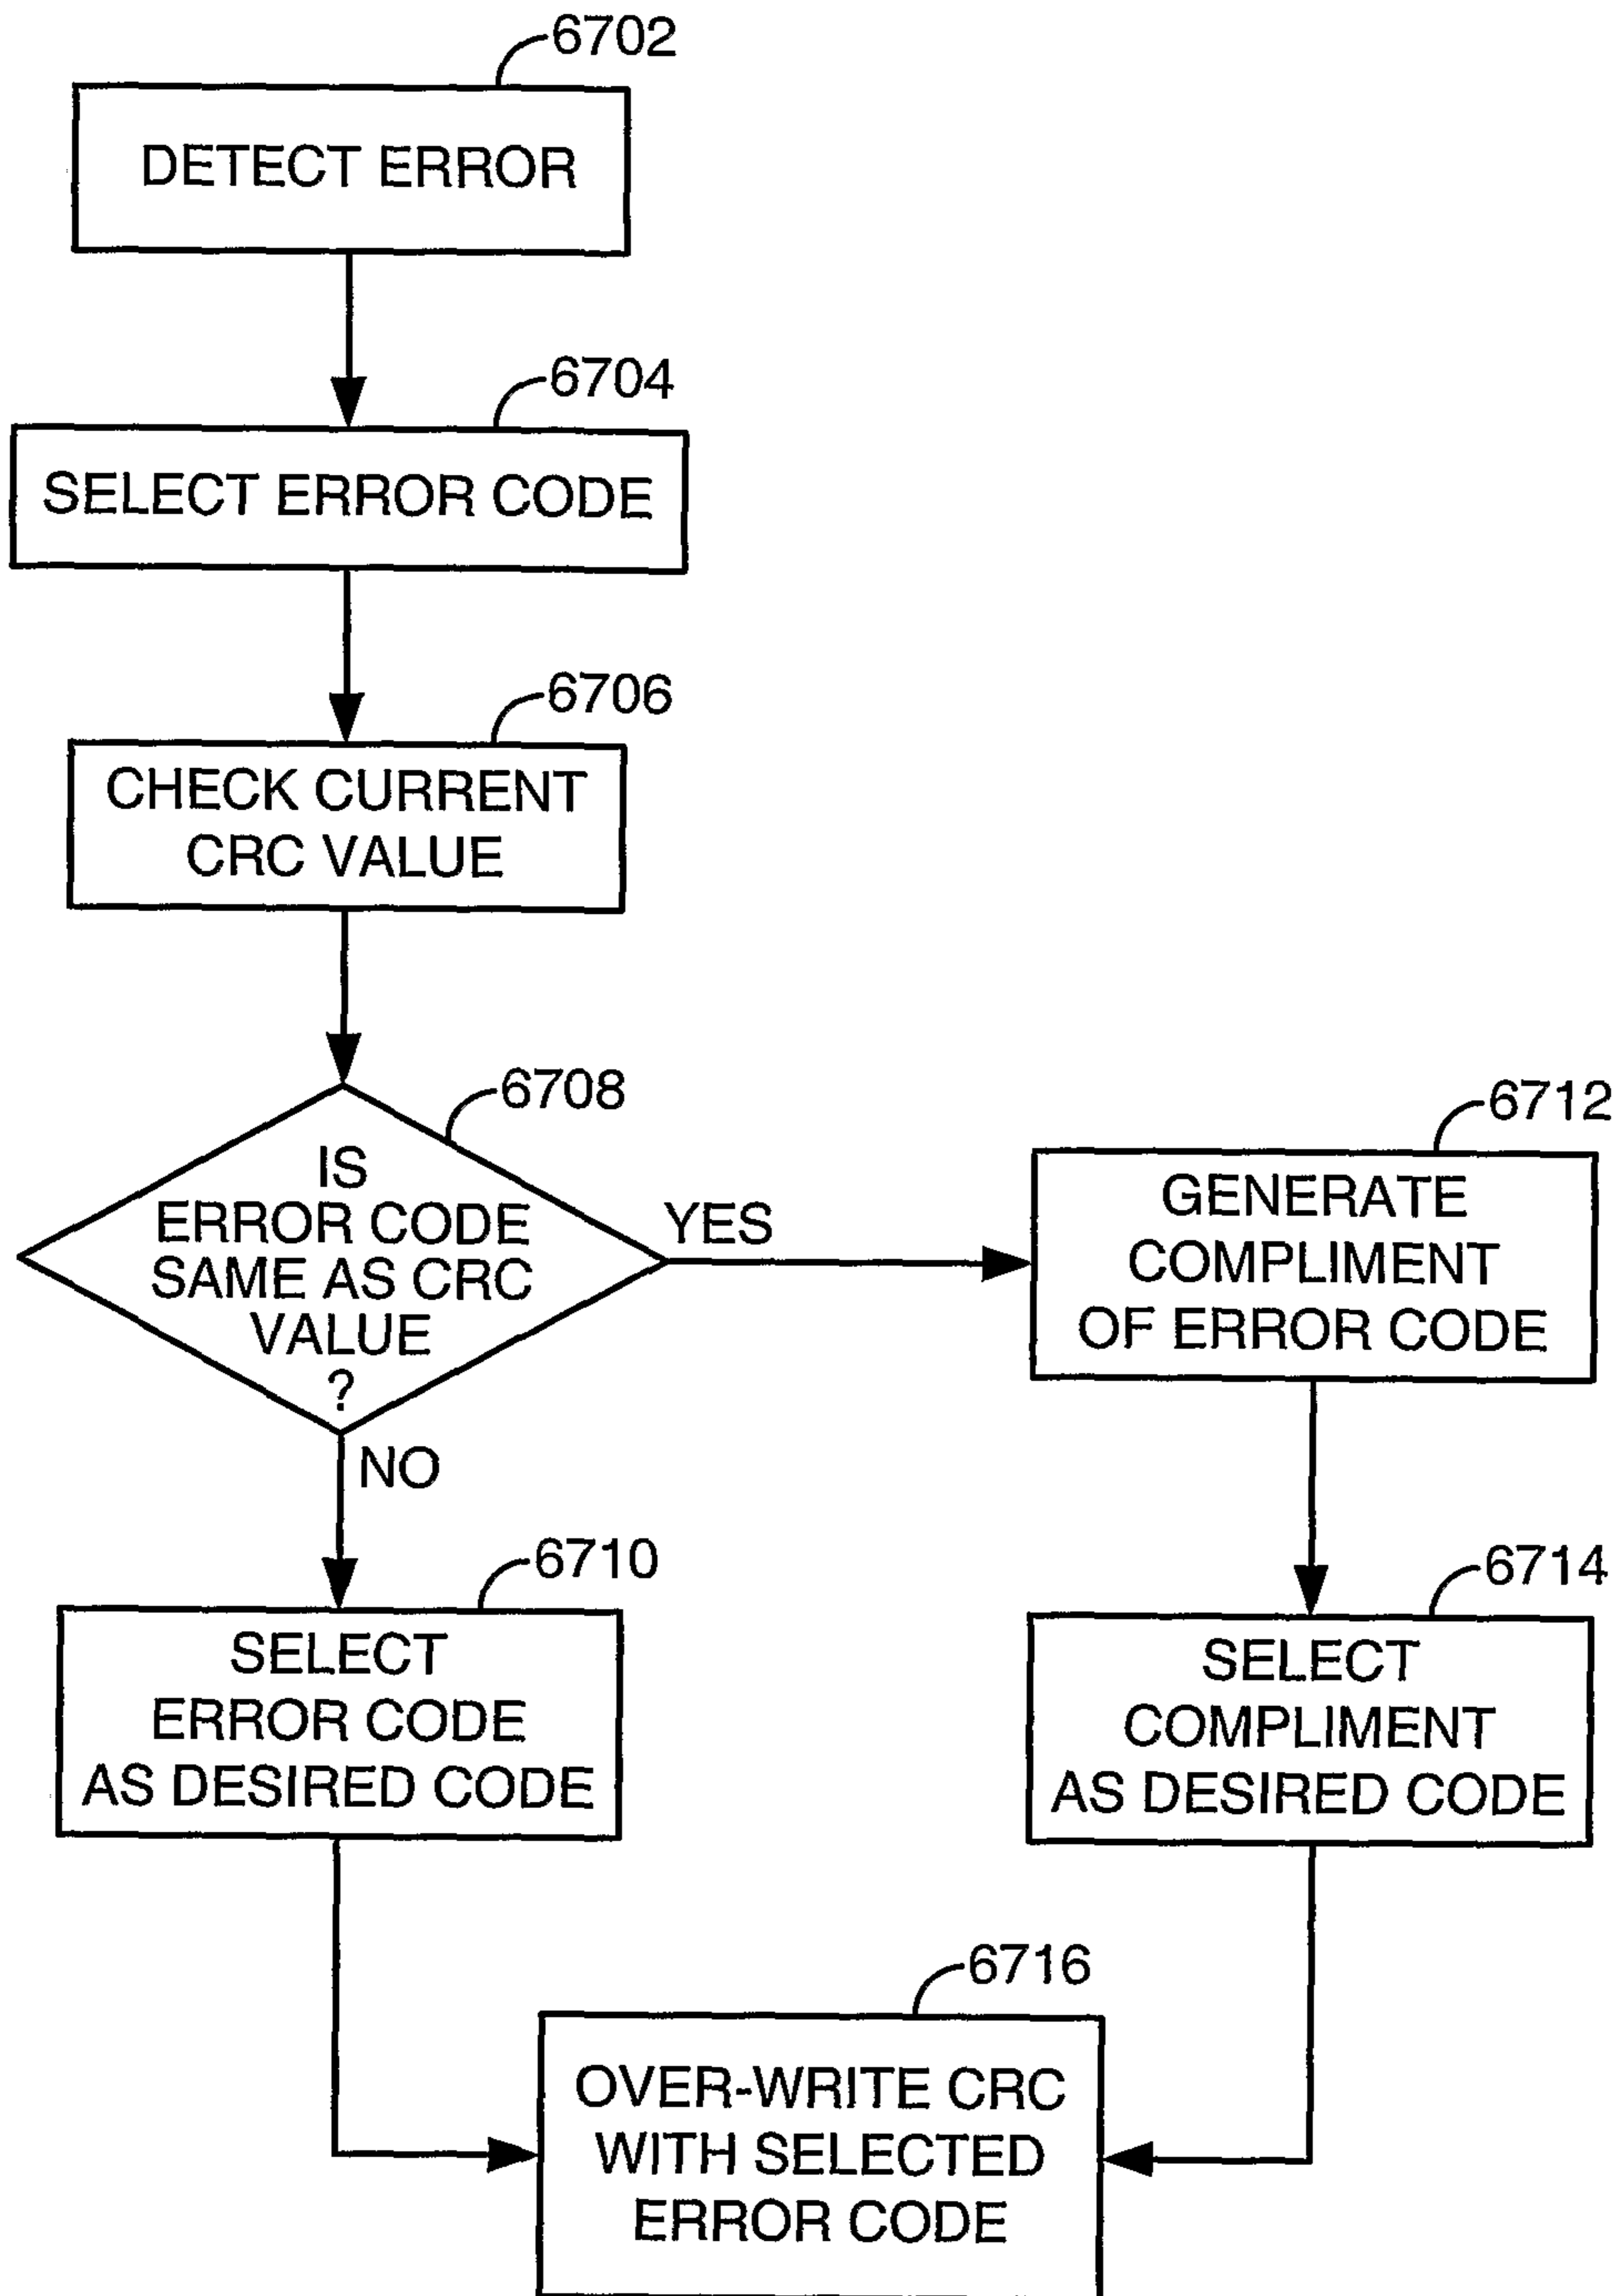 6702
DETECT ERROR
6704
SELECT ERROR CODE
6706
CHECK CURRENT
CRC VALUE
6708
IS
ERROR CODE
SAME AS CRC
VALUE
?
YES
NO
6712
GENERATE
COMPLIMENT
OF ERROR CODE
6710
SELECT
ERROR CODE
AS DESIRED CODE
6714
SELECT
COMPLIMENT
AS DESIRED CODE
6716
OVER-WRITE CRC
WITH SELECTED
ERROR CODE